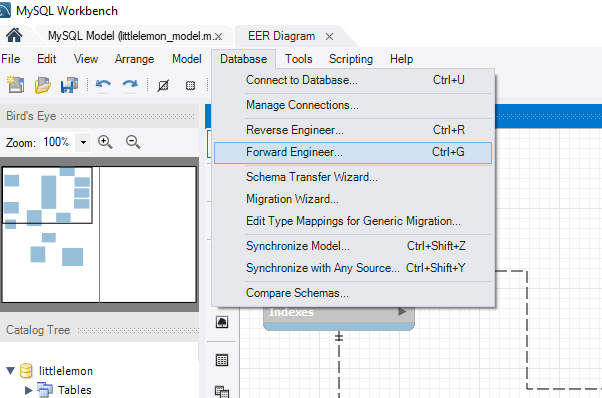 MySQL Workbench
MySQL Model (littlelemon_model.m... × EER Diagram ×
File Edit View Arrange Model Database Tools Scripting Help
Connect to Database... Ctrl+U
Manage Connections...
Bird's Eye
Reverse Engineer... Ctrl+R
Zoom: 100%
Forward Engineer... Ctrl+G
Schema Transfer Wizard...
Migration Wizard...
Edit Type Mappings for Generic Migration...
Synchronize Model... Ctrl+Shift+Z
Synchronize with Any Source... Ctrl+Shift+Y
Compare Schemas...
Indexes
Catalog Tree
littlelemon
Tables